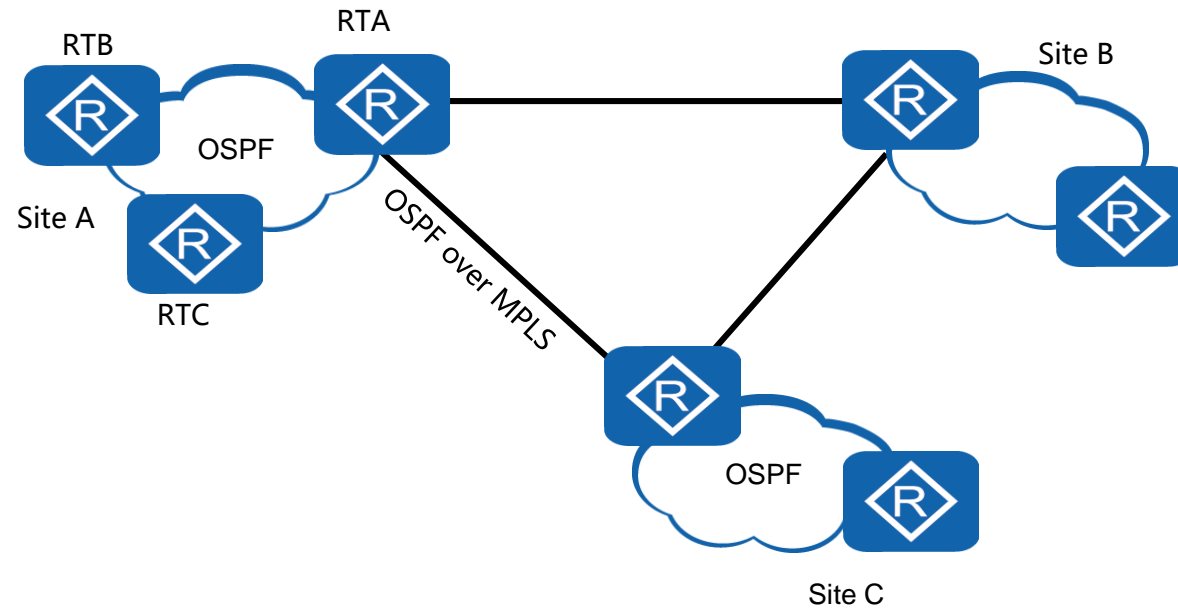 RTA
RTB
Site B
R
R
R
OSPF
R
Site A
R
OSPF over MPLS
RTC
R
OSPF
R
Site C